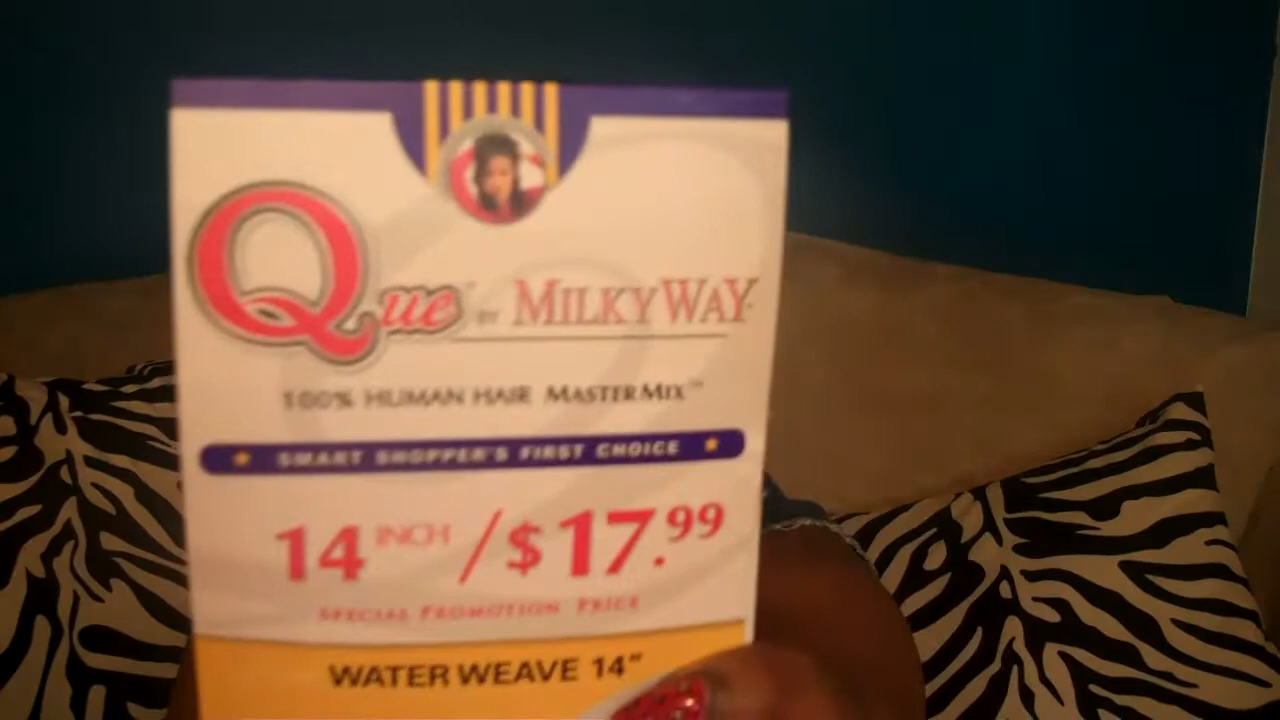 Que BY MILKYWAY
100% HUMAN HAIR MASTERMIX™
SMART SHOPPER'S FIRST CHOICE
14 INCH / $17.99
SPECIAL PROMOTION PRICE
WATER WEAVE 14"